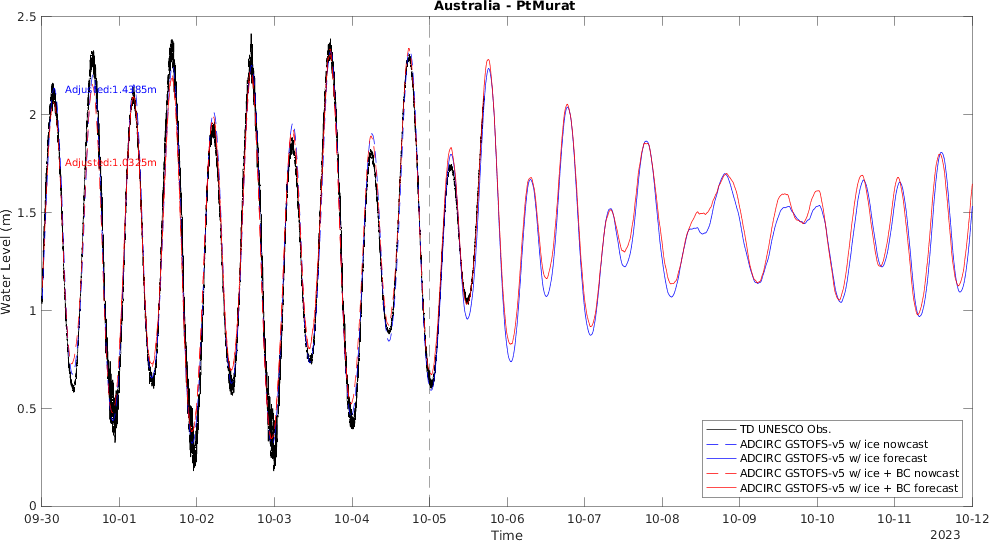 Australia - PtMurat
2.5
2
1.5
1
0.5
0
Water Level (m)
Adjusted:1.4385m
Adjusted:1.0325m
TD UNESCO Obs.
ADCIRC GSTOFS-v5 w/ ice nowcast
ADCIRC GSTOFS-v5 w/ ice forecast
ADCIRC GSTOFS-v5 w/ ice + BC nowcast
ADCIRC GSTOFS-v5 w/ ice + BC forecast
09-30 10-01 10-02 10-03 10-04 10-05 10-06 10-07 10-08 10-09 10-10 10-11 10-12
Time
2023